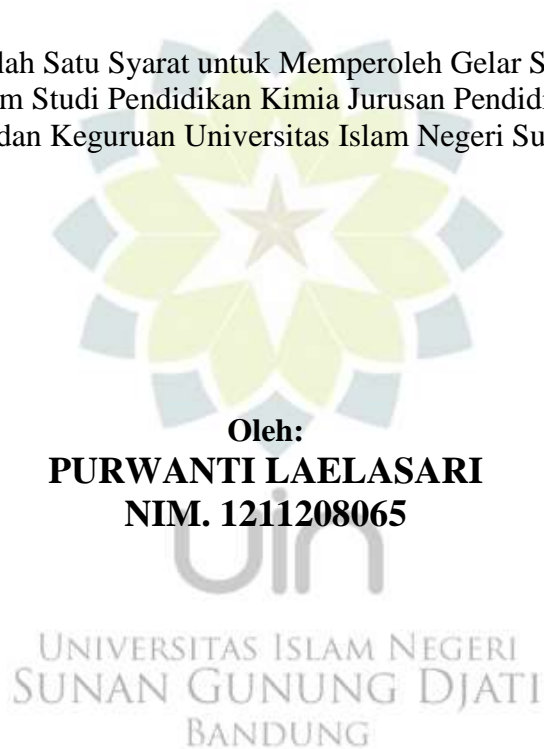 lah Satu Syarat untuk Memperoleh Gelar S
m Studi Pendidikan Kimia Jurusan Pendidi
dan Keguruan Universitas Islam Negeri Su
Oleh:
PURWANTI LAELASARI
NIM. 1211208065
uin
UNIVERSITAS ISLAM NEGERI
SUNAN GUNUNG DJATI
BANDUNG